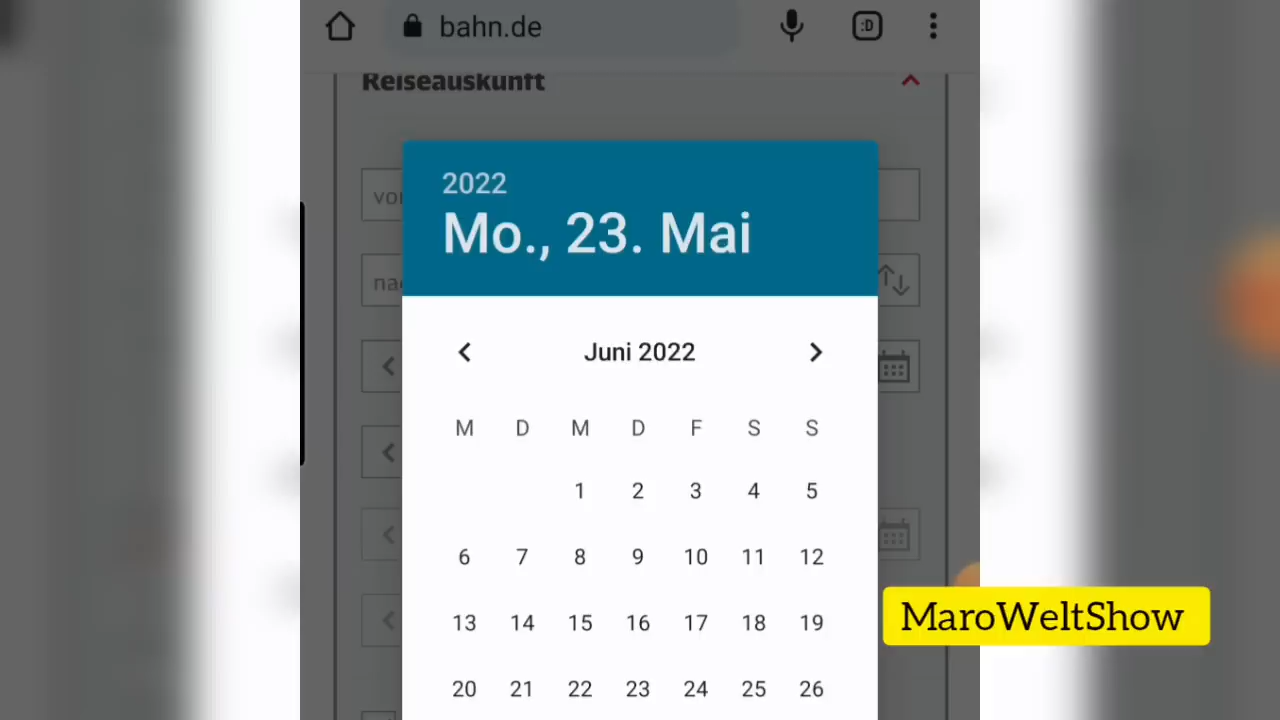 bahn.de
:D
Reiseauskunft
2022
Mo., 23. Mai
Juni 2022
M D M D F S S
1 2 3 4 5
6 7 8 9 10 11 12
13 14 15 16 17 18 19
MaroWeltShow
20 21 22 23 24 25 26